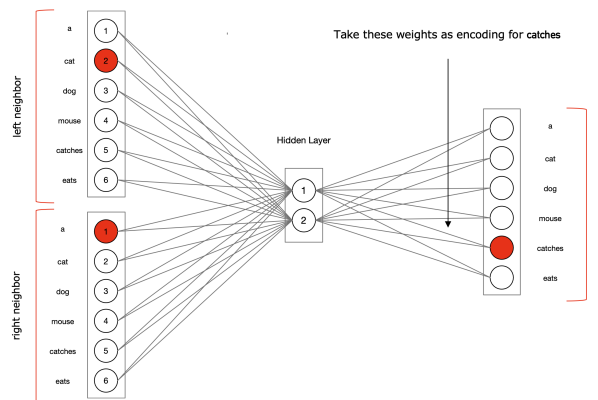 Take these weights as encoding for catches
left neighbor
a
1
cat
2
dog
3
mouse
4
catches
5
eats
6
right neighbor
a
1
cat
2
dog
3
mouse
4
catches
5
eats
6
Hidden Layer
1
2
a
cat
dog
mouse
catches
eats